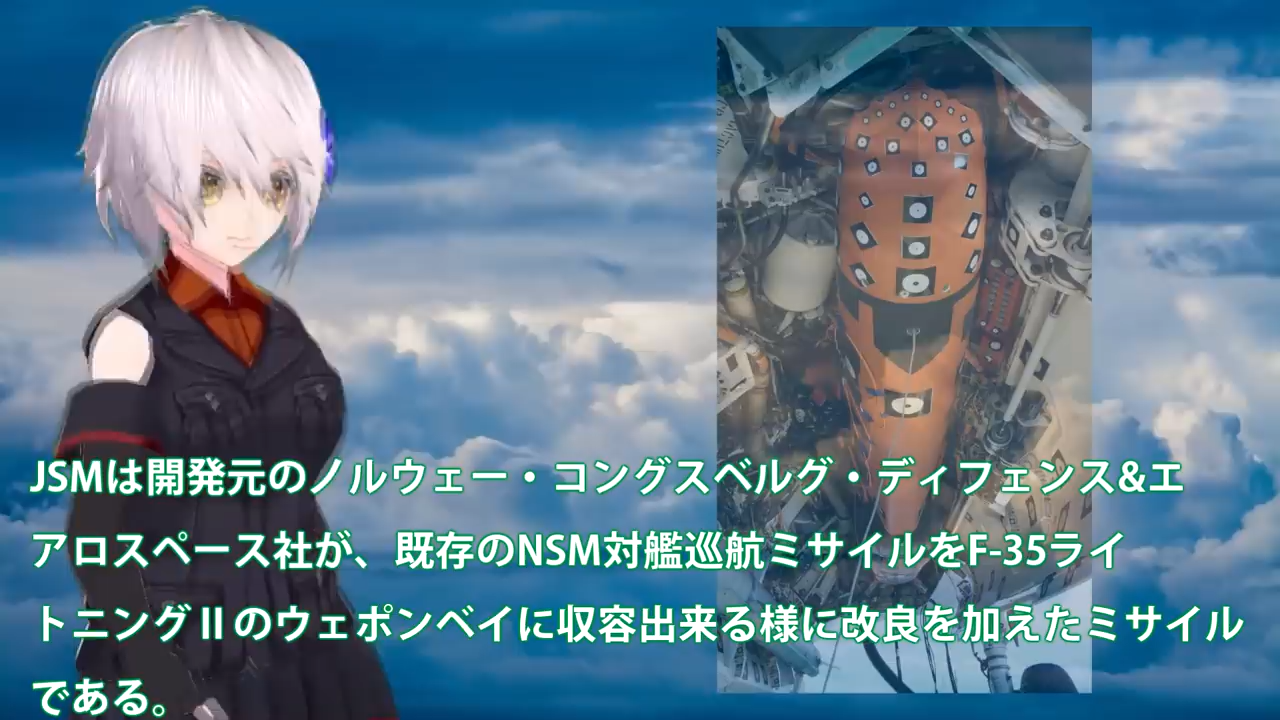 JSMは開発元のノルウェー・コングスベルグ・ディフェンス&エ
アロスペース社が、既存のNSM対艦巡航ミサイルをF-35ライ
トニングⅡのウェポンベイに収容出来る様に改良を加えたミサイル
である。